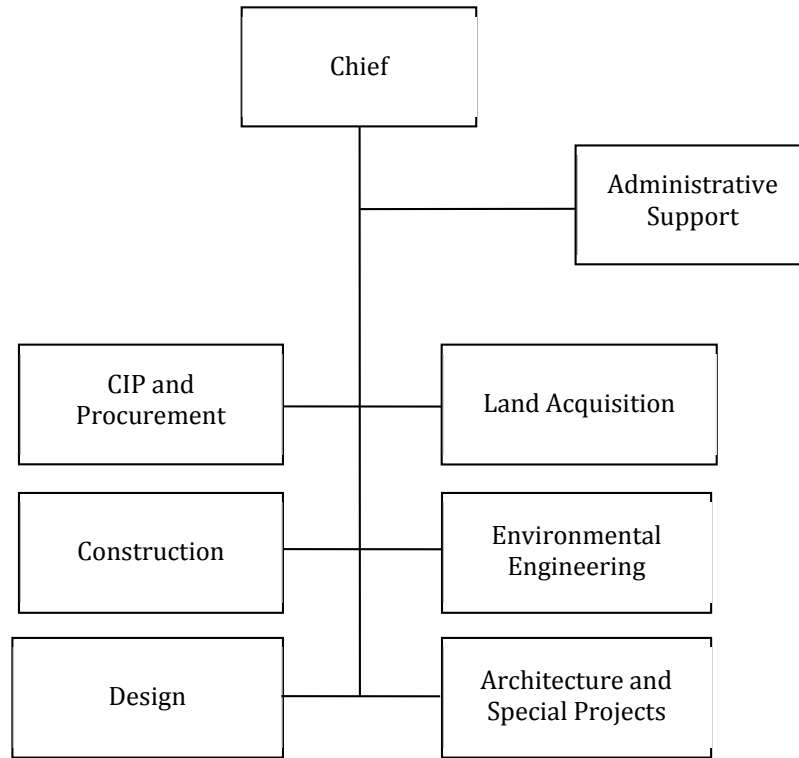 Chief
Administrative
Support
CIP and
Procurement
Land Acquisition
Construction
Environmental
Engineering
Design
Architecture and
Special Projects